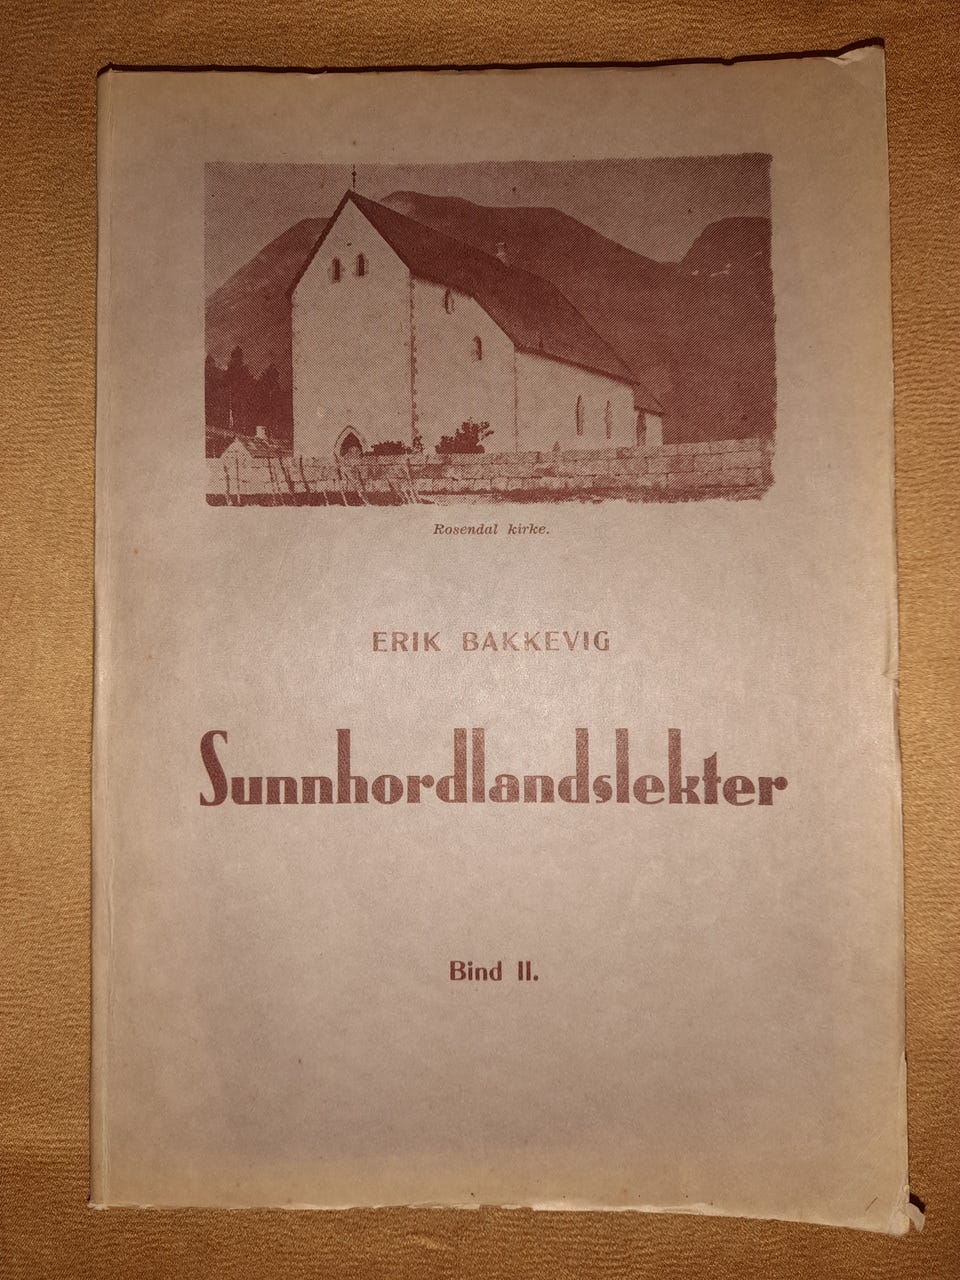 Rosendal kirke.
ERIK BAKKEVIG
Sunnhordlandslekter
Bind II.